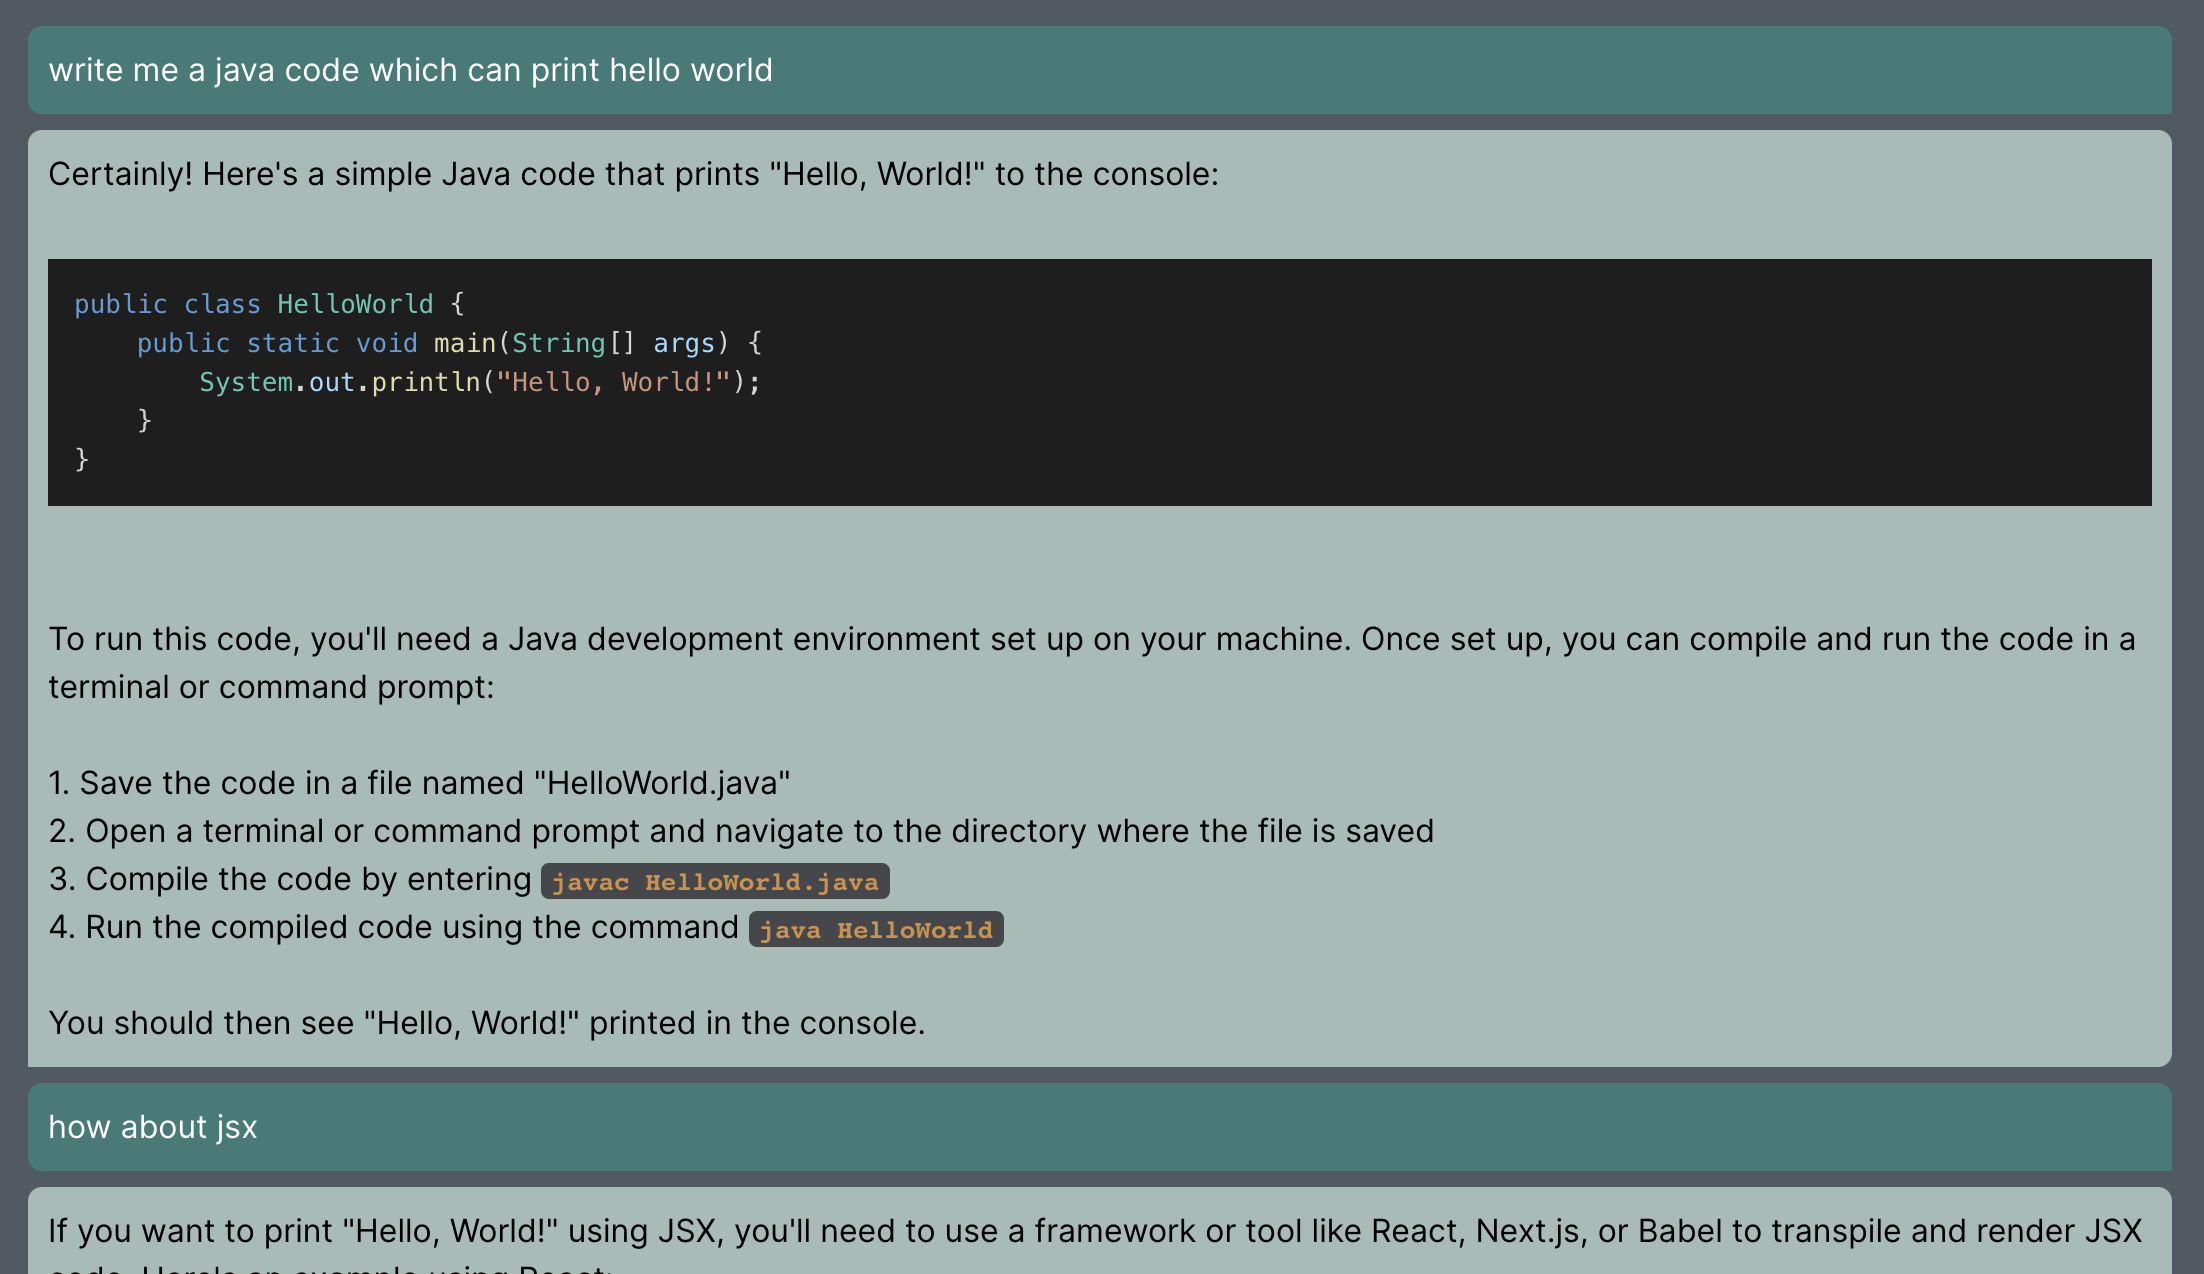 write me a java code which can print hello world
Certainly! Here's a simple Java code that prints "Hello, World!" to the console:
public class HelloWorld {
    public static void main(String[] args) {
        System.out.println("Hello, World!");
    }
}
To run this code, you'll need a Java development environment set up on your machine. Once set up, you can compile and run the code in a
terminal or command prompt:
1. Save the code in a file named "HelloWorld.java"
2. Open a terminal or command prompt and navigate to the directory where the file is saved
3. Compile the code by entering javac HelloWorld.java
4. Run the compiled code using the command java HelloWorld
You should then see "Hello, World!" printed in the console.
how about jsx
If you want to print "Hello, World!" using JSX, you'll need to use a framework or tool like React, Next.js, or Babel to transpile and render JSX
code. Here's an example using React: